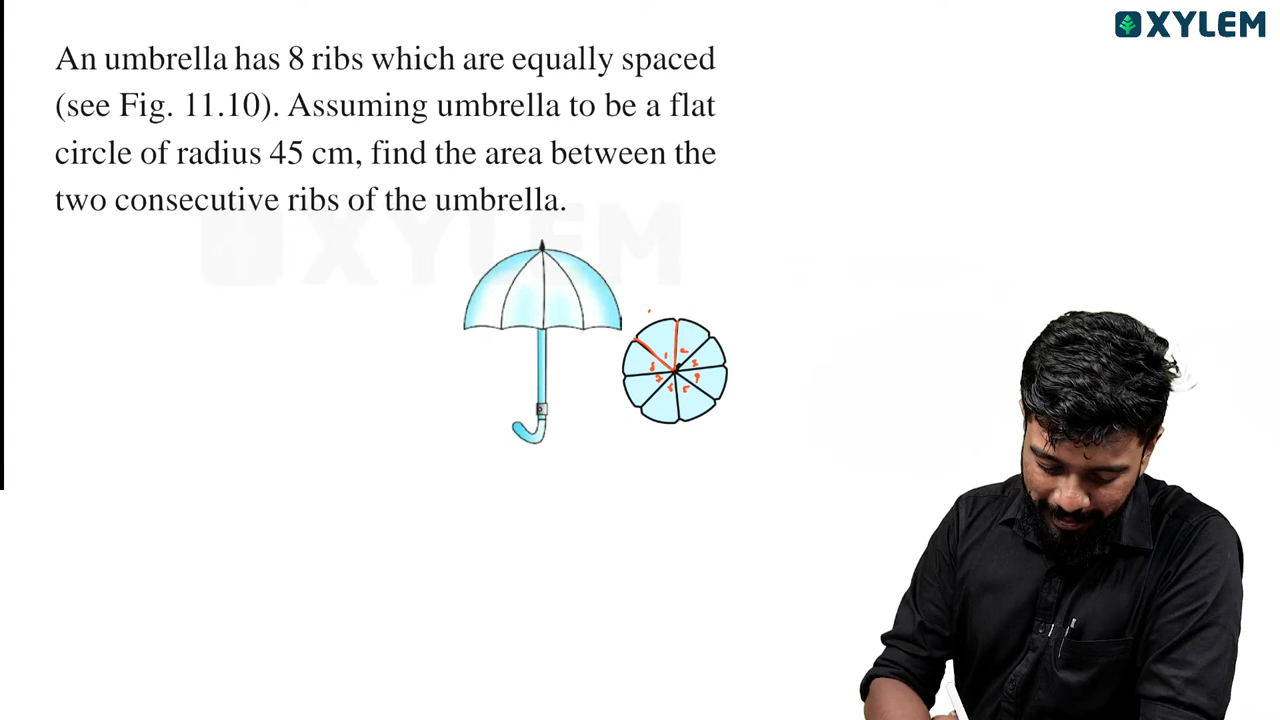 XYLEM
An umbrella has 8 ribs which are equally spaced
(see Fig. 11.10). Assuming umbrella to be a flat
circle of radius 45 cm, find the area between the
two consecutive ribs of the umbrella.
XYLEM